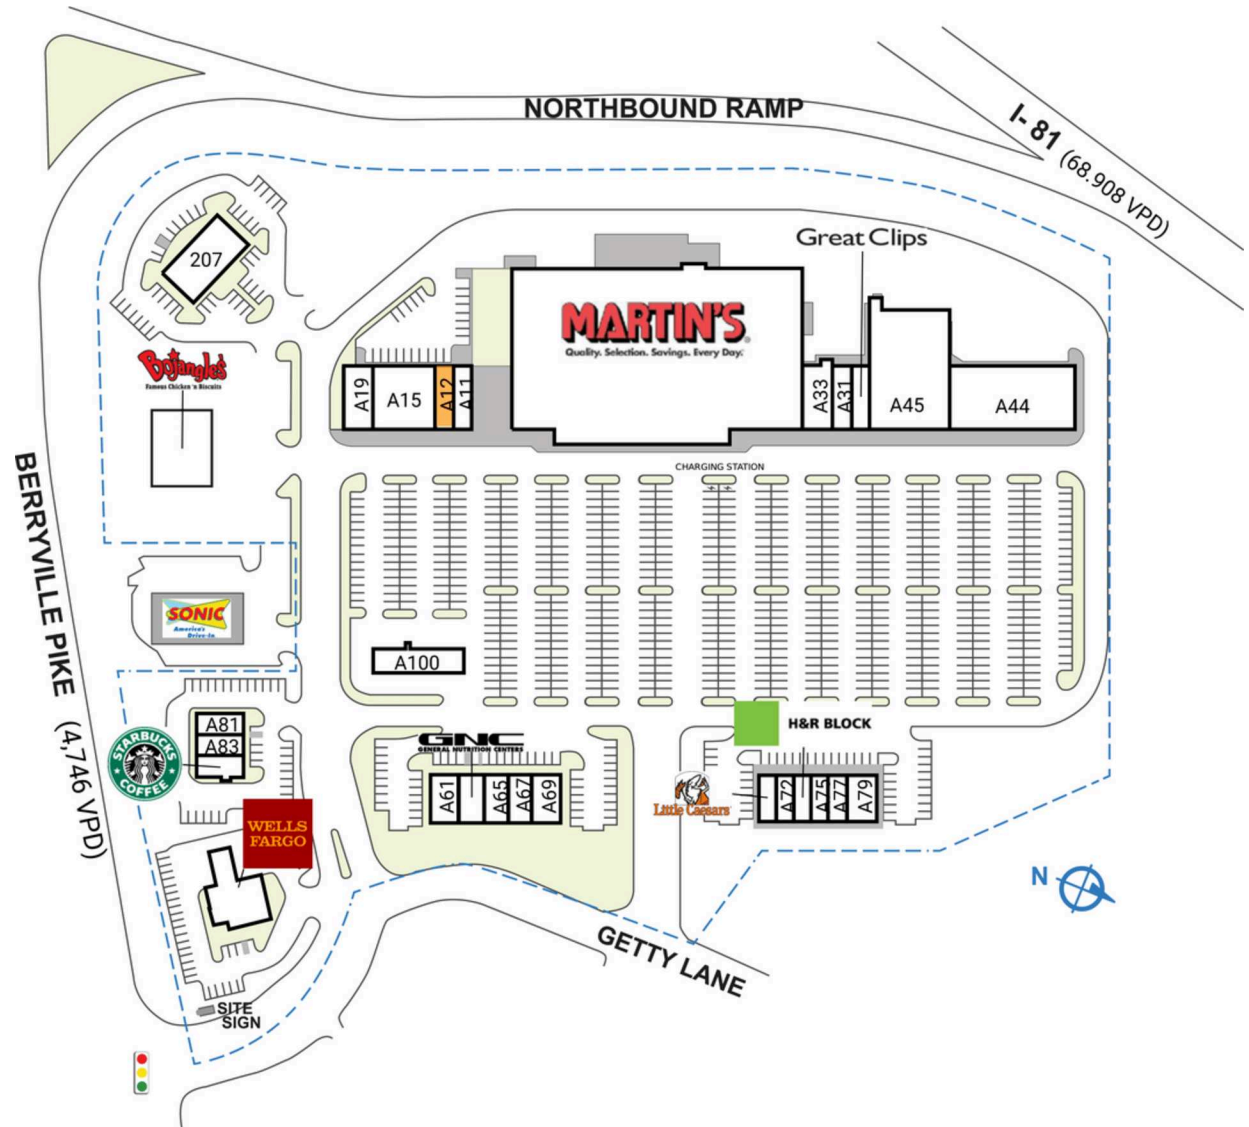 NORTHBOUND RAMP
I- 81 (68.908 VPD)
Great Clips
207
MARTIN'S
Quality. Selection. Savings. Every Day.
Bojangles'
Famous Chicken 'n Biscuits
A19
A15
A12
A11
A33
A31
A45
A44
CHARGING STATION
BERRYVILLE PIKE (4,746 VPD)
SONIC
America's
Drive-In
A100
A81
A83
STARBUCKS
COFFEE
GNC
GENERAL NUTRITION CENTERS
H&R BLOCK
A61
A65
A67
A69
Little Caesars
A72
A75
A77
A79
WELLS
FARGO
N
GETTY LANE
SITE
SIGN